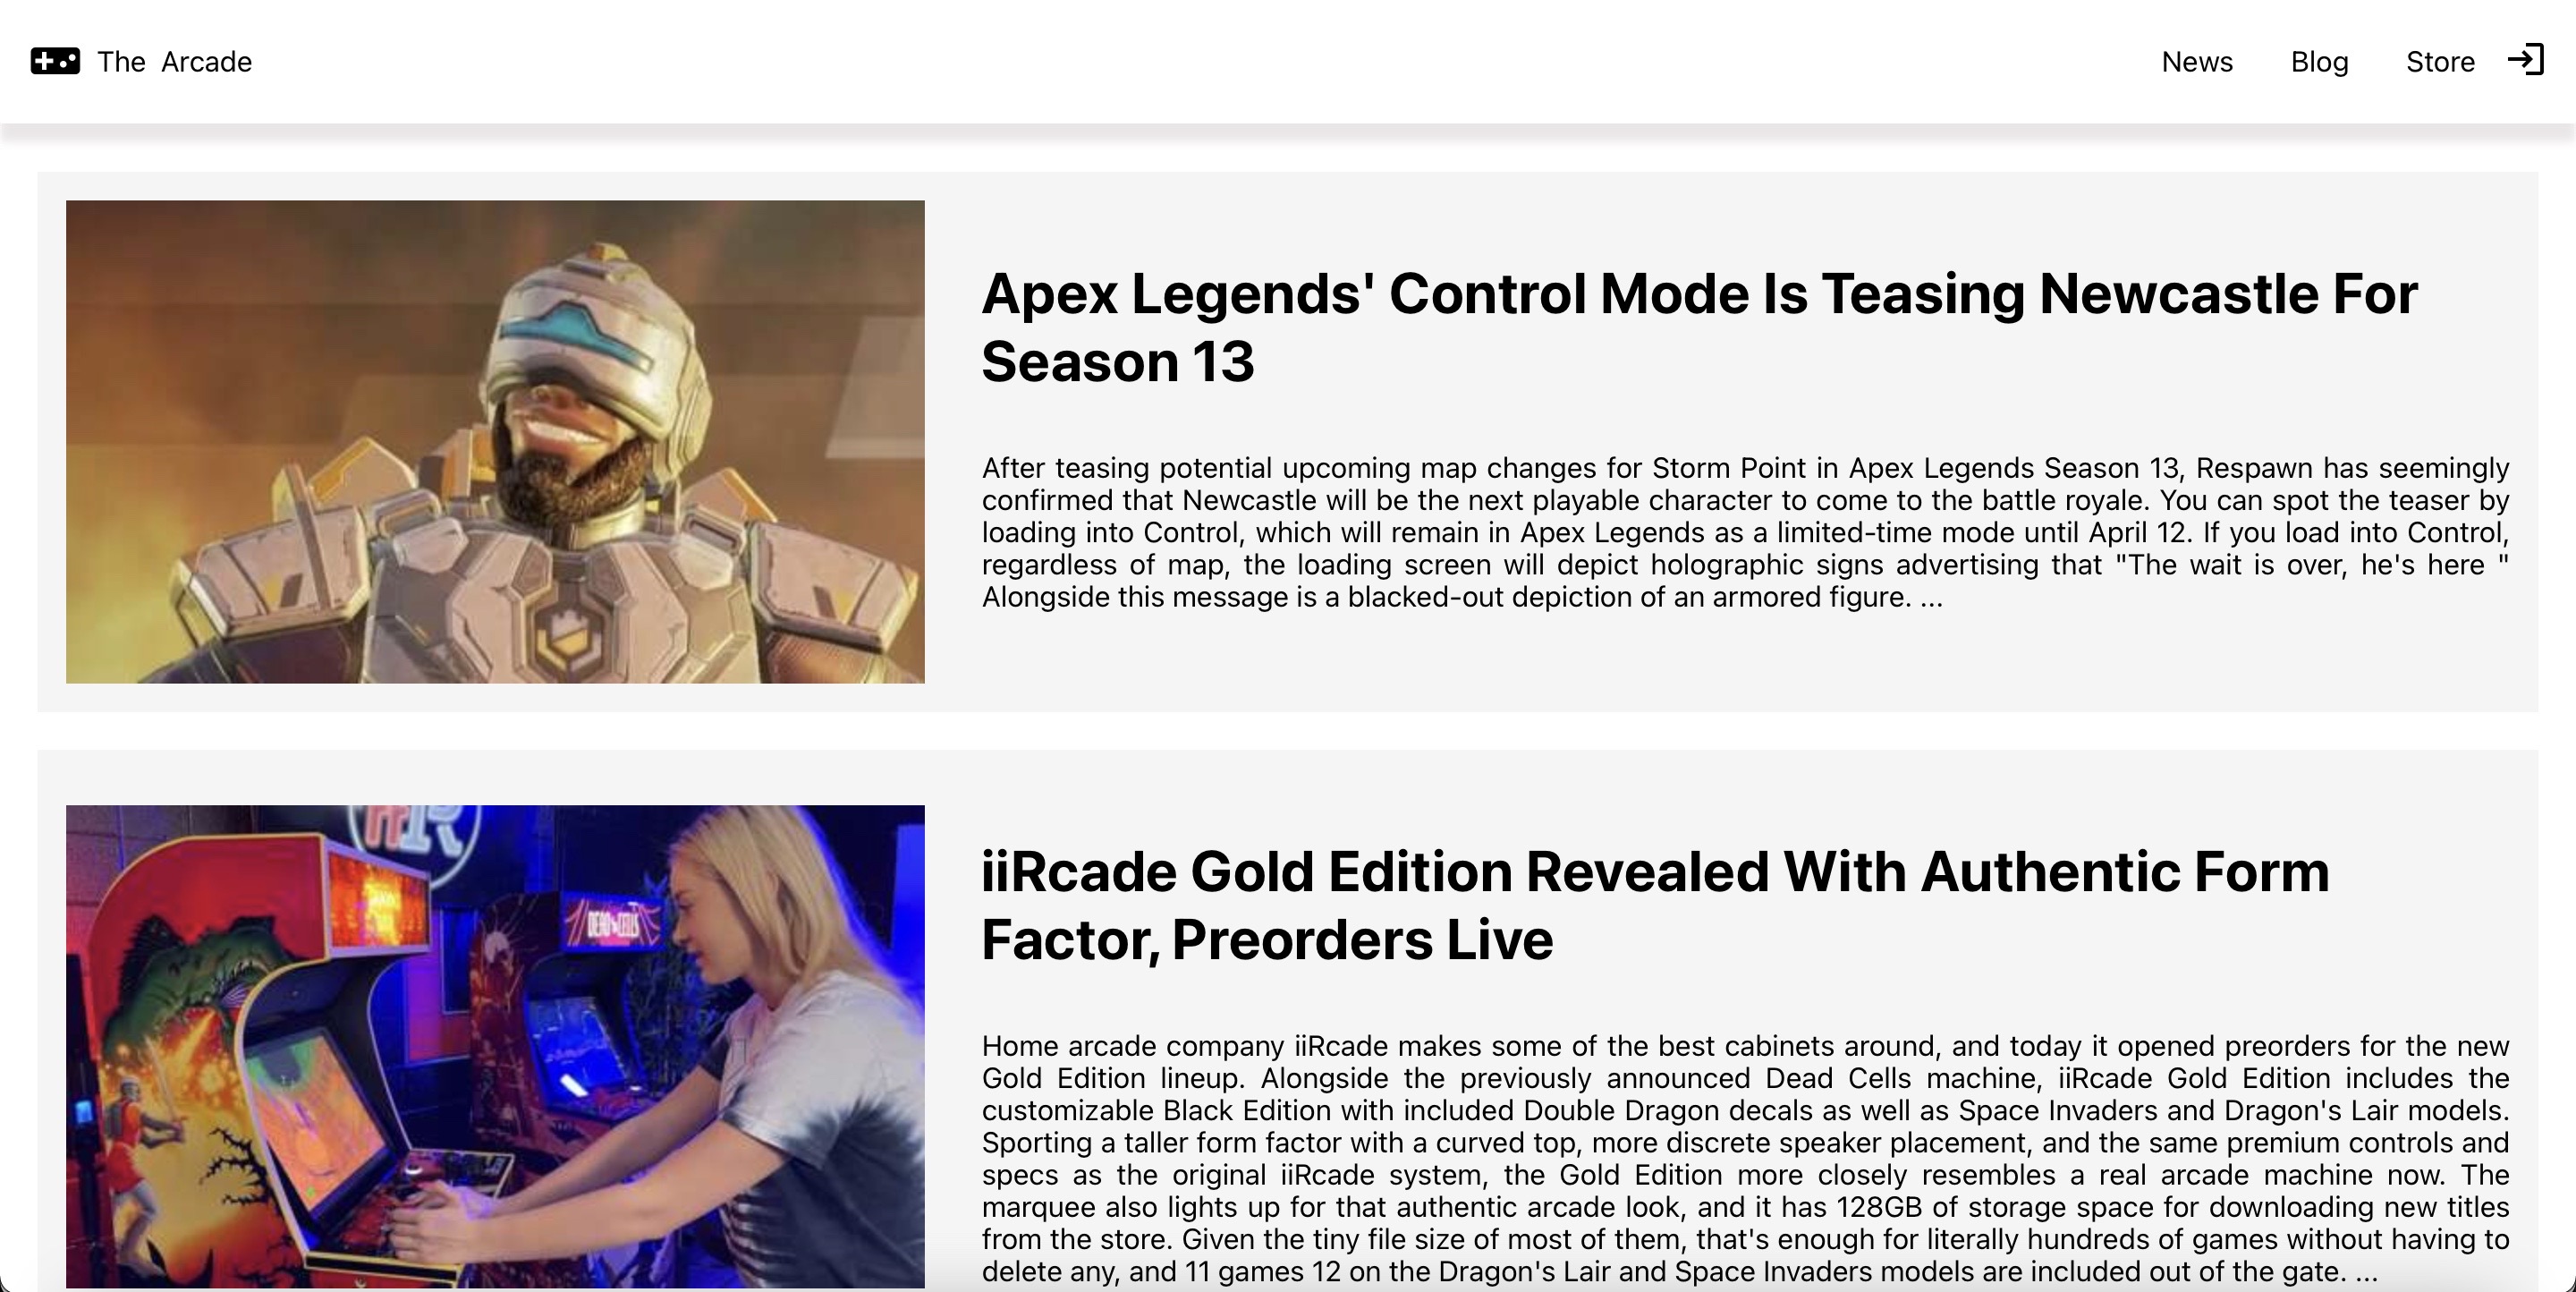 The Arcade
News Blog Store
Apex Legends' Control Mode Is Teasing Newcastle For
Season 13
After teasing potential upcoming map changes for Storm Point in Apex Legends Season 13, Respawn has seemingly
confirmed that Newcastle will be the next playable character to come to the battle royale. You can spot the teaser by
loading into Control, which will remain in Apex Legends as a limited-time mode until April 12. If you load into Control,
regardless of map, the loading screen will depict holographic signs advertising that "The wait is over, he's here "
Alongside this message is a blacked-out depiction of an armored figure. ...
iiR
DEAD CELLS
iiRcade Gold Edition Revealed With Authentic Form
Factor, Preorders Live
Home arcade company iiRcade makes some of the best cabinets around, and today it opened preorders for the new
Gold Edition lineup. Alongside the previously announced Dead Cells machine, iiRcade Gold Edition includes the
customizable Black Edition with included Double Dragon decals as well as Space Invaders and Dragon's Lair models.
Sporting a taller form factor with a curved top, more discrete speaker placement, and the same premium controls and
specs as the original iiRcade system, the Gold Edition more closely resembles a real arcade machine now. The
marquee also lights up for that authentic arcade look, and it has 128GB of storage space for downloading new titles
from the store. Given the tiny file size of most of them, that's enough for literally hundreds of games without having to
delete any, and 11 games 12 on the Dragon's Lair and Space Invaders models are included out of the gate. ...